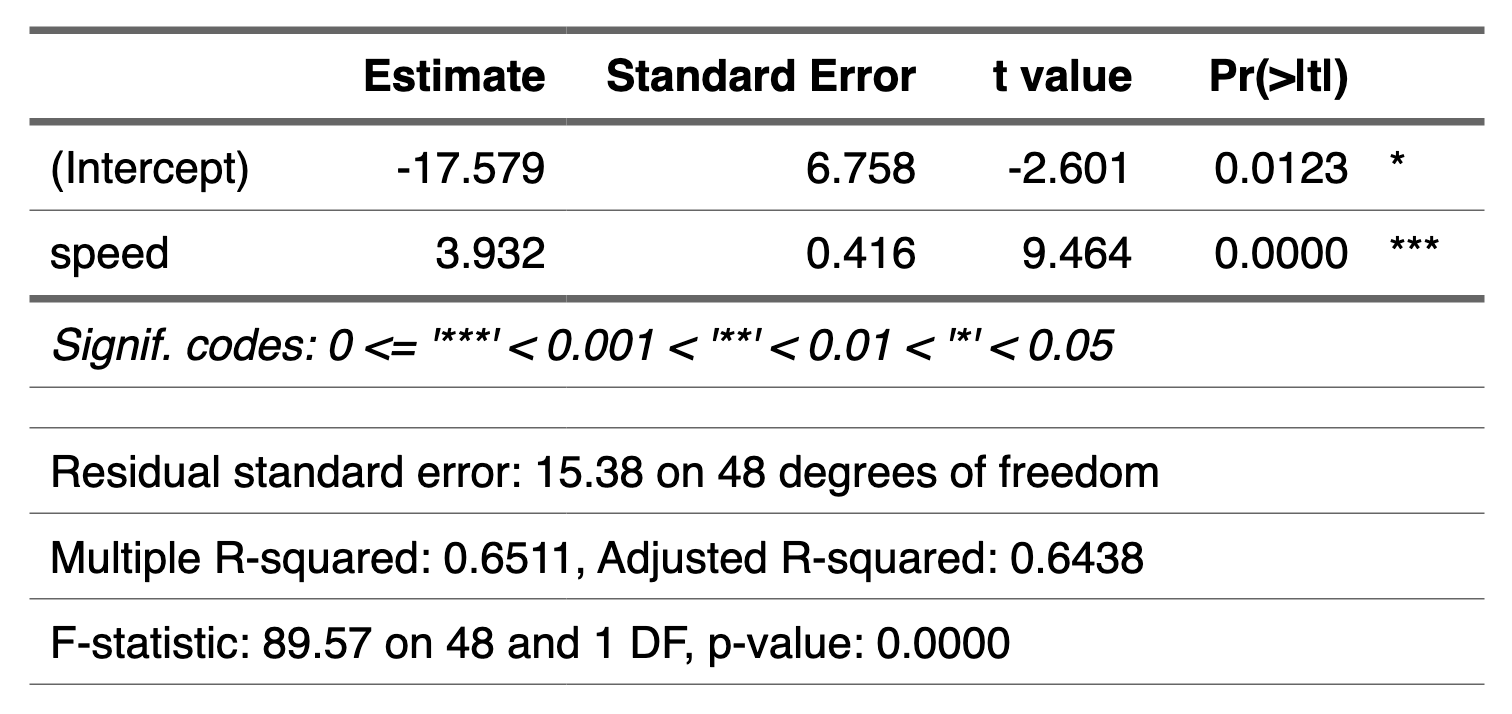 Estimate Standard Error t value Pr(>|t|)
(Intercept) -17.579 6.758 -2.601 0.0123 *
speed 3.932 0.416 9.464 0.0000 ***
Signif. codes: 0 <= '***' < 0.001 < '**' < 0.01 < '*' < 0.05
Residual standard error: 15.38 on 48 degrees of freedom
Multiple R-squared: 0.6511, Adjusted R-squared: 0.6438
F-statistic: 89.57 on 48 and 1 DF, p-value: 0.0000